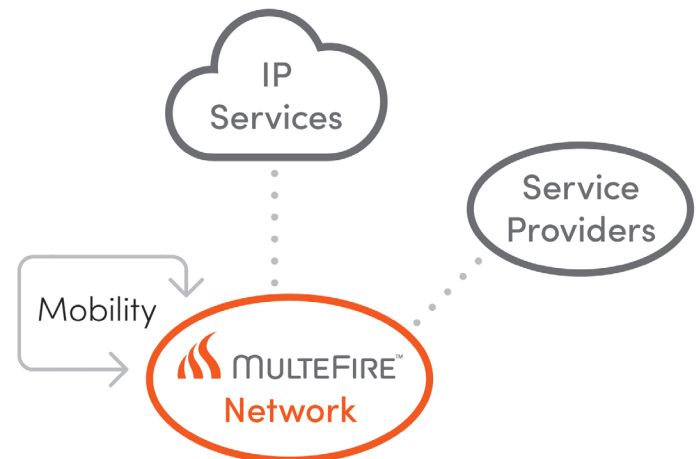 IP
Services
Service
Providers
Mobility
MULTEFIRE™
Network